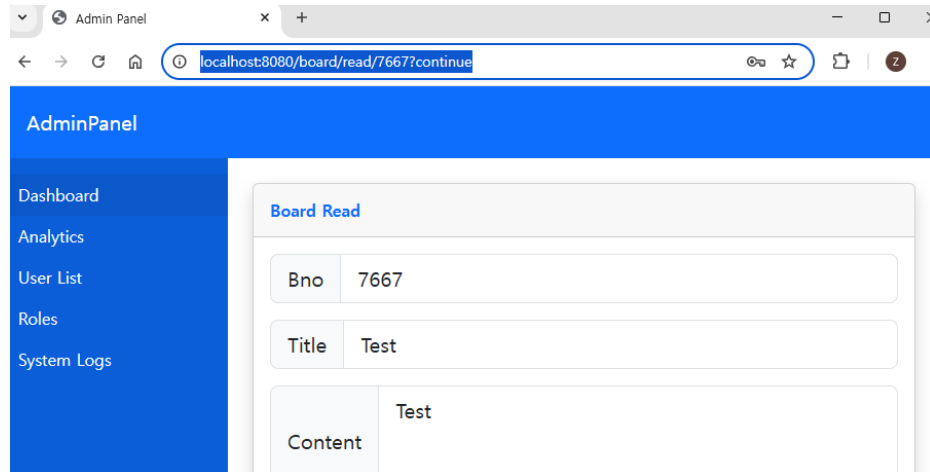 Admin Panel
localhost:8080/board/read/7667?continue
Z
AdminPanel
Dashboard
Analytics
User List
Roles
System Logs
Board Read
Bno 7667
Title Test
Content Test